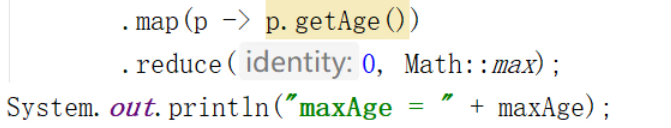 .map(p -> p.getAge())
.reduce( identity: 0, Math::max);
System.out.println("maxAge = " + maxAge);